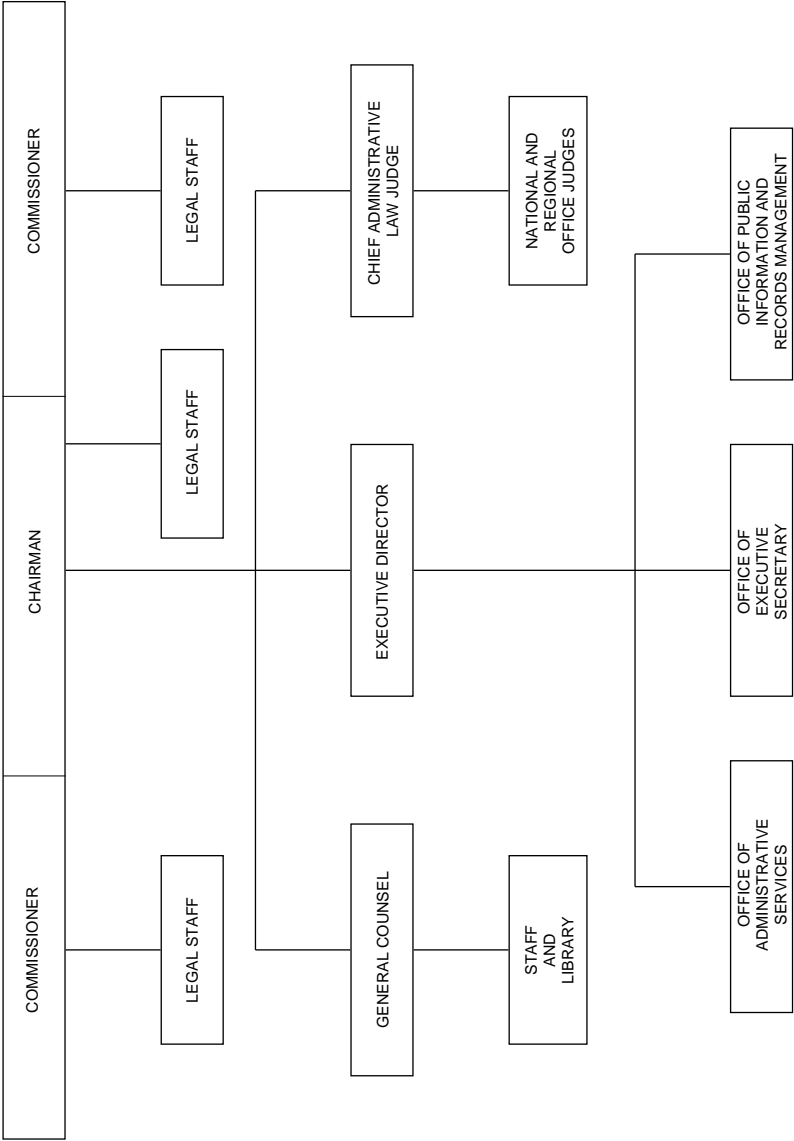 COMMISSIONER
CHAIRMAN
COMMISSIONER
LEGAL STAFF
LEGAL STAFF
LEGAL STAFF
GENERAL COUNSEL
EXECUTIVE DIRECTOR
CHIEF ADMINISTRATIVE
LAW JUDGE
STAFF
AND
LIBRARY
NATIONAL AND
REGIONAL
OFFICE JUDGES
OFFICE OF
ADMINISTRATIVE
SERVICES
OFFICE OF
EXECUTIVE
SECRETARY
OFFICE OF PUBLIC
INFORMATION AND
RECORDS MANAGEMENT